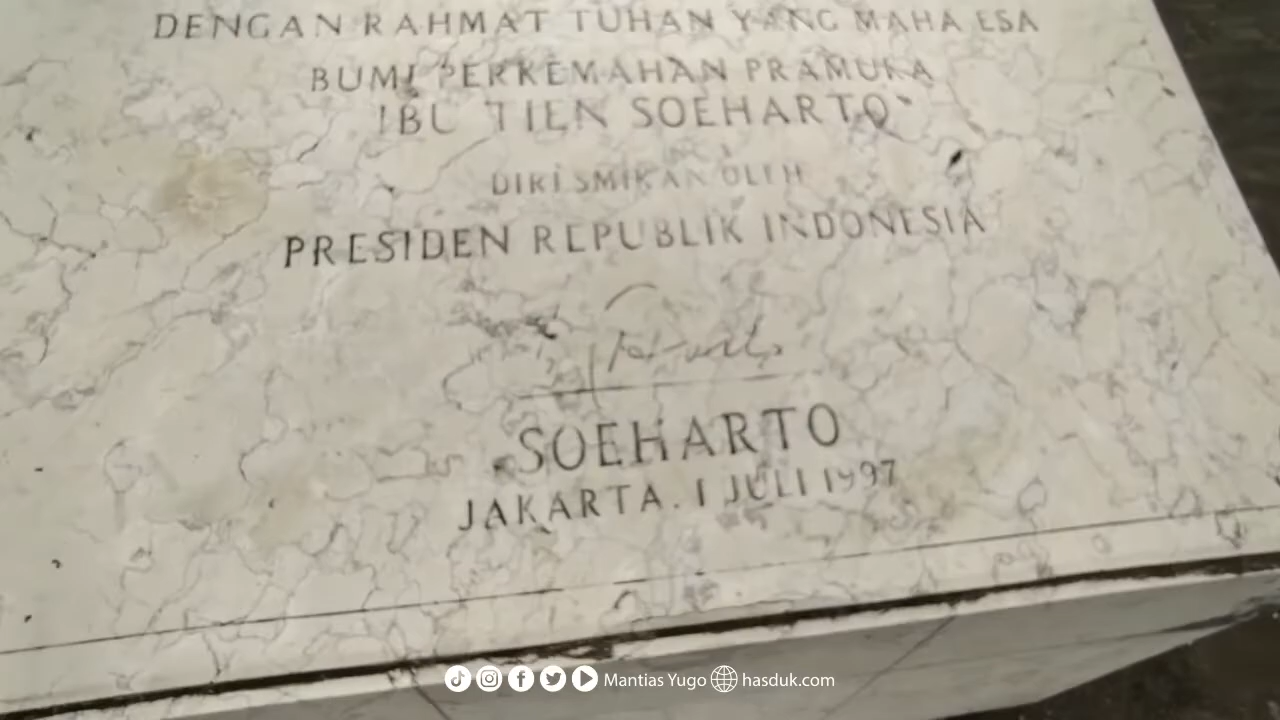 DENGAN RAHMAT TUHAN YANG MAHA ESA
BUMI PERKEMAHAN PRAMUKA
"IBU TIEN SOEHARTO"
DIRESMIKAN OLEH
PRESIDEN REPUBLIK INDONESIA
SOEHARTO
JAKARTA. 1 JULI 1997
Mantias Yugo hasduk.com